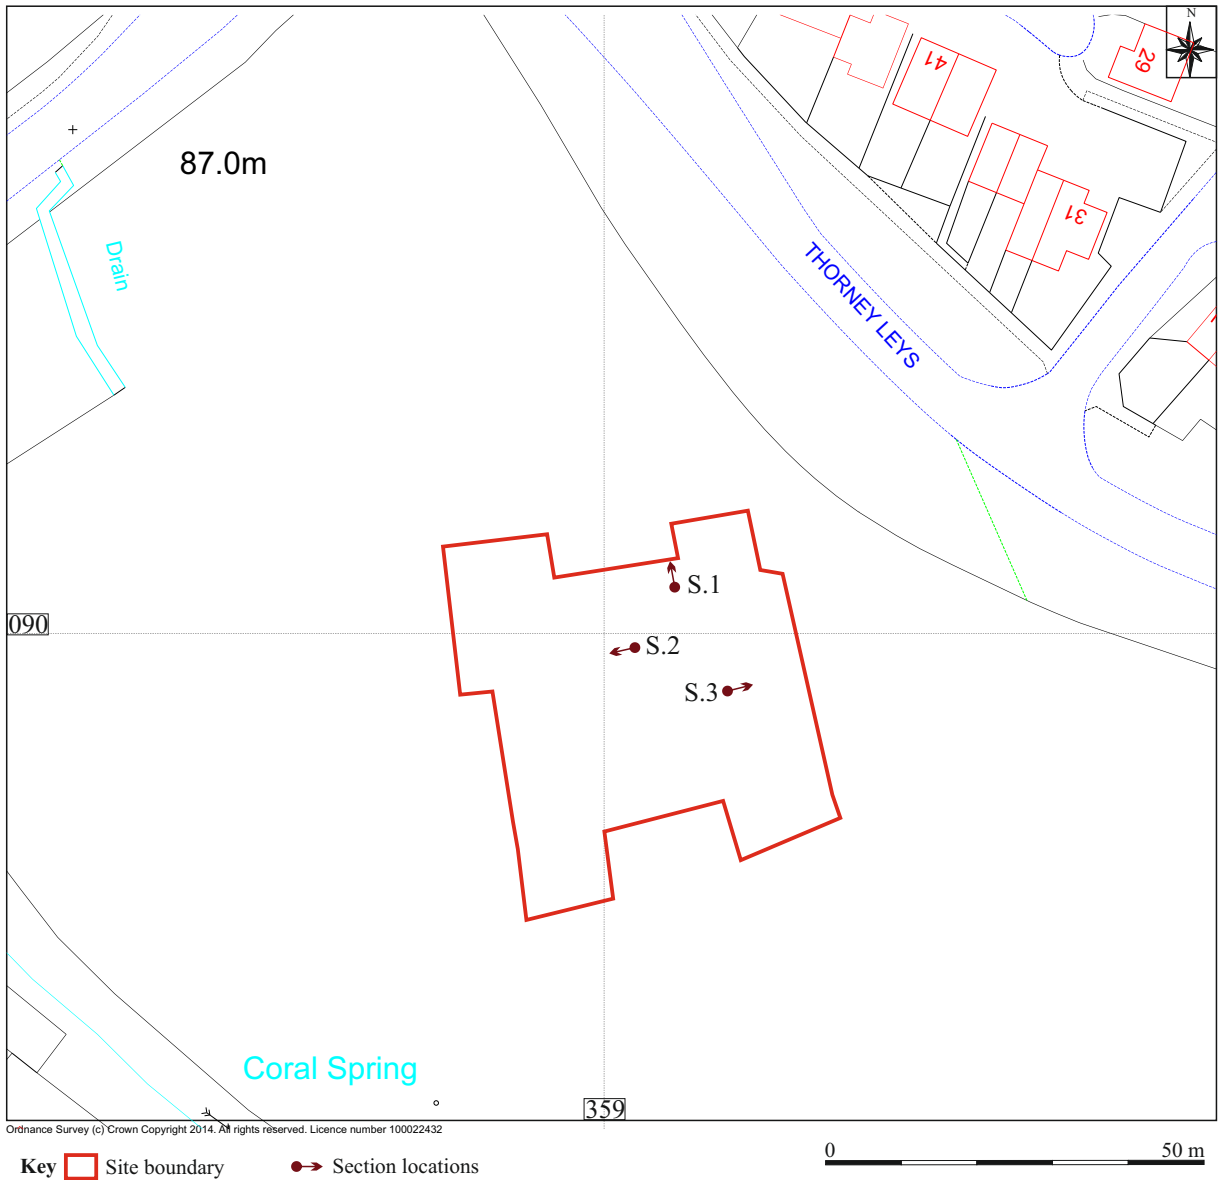 N
41
29
87.0m
31
Drain
THORNEY LEYS
S.1
090
S.2
S.3
Coral Spring
359
Ordnance Survey (c) Crown Copyright 2014. All rights reserved. Licence number 100022432
0 50 m
Key Site boundary Section locations